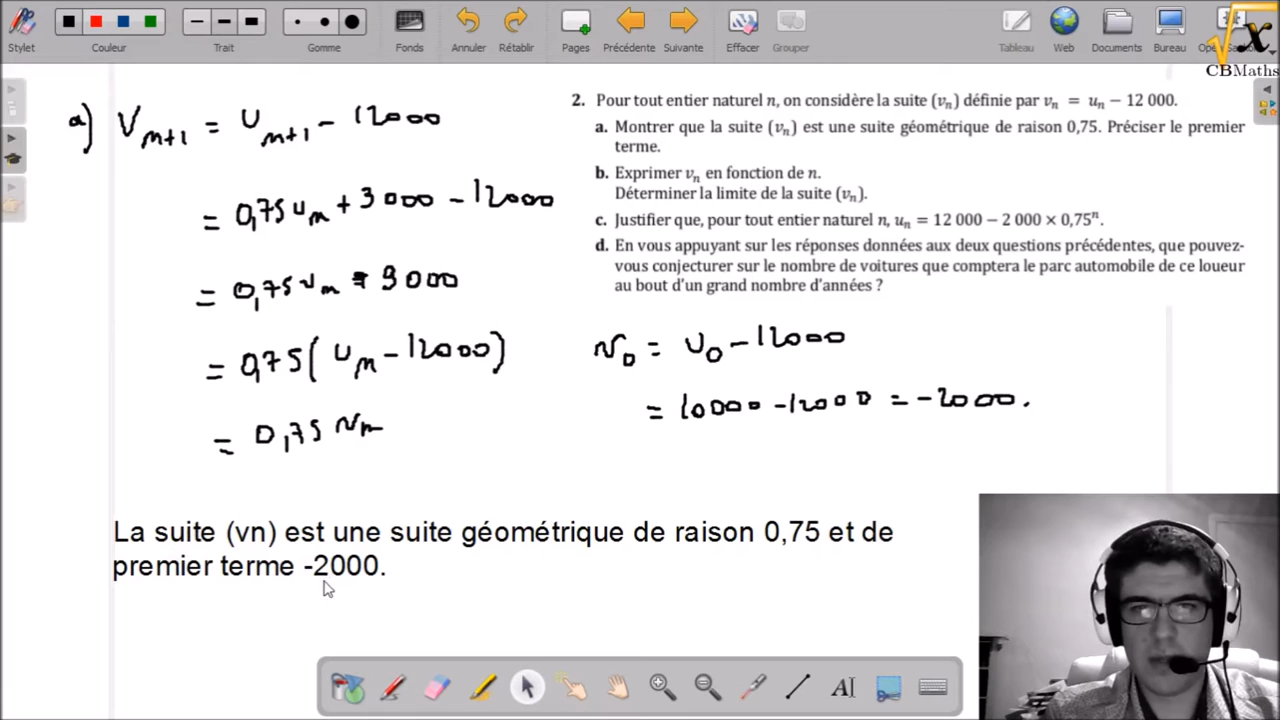 Stylet
Couleur
Trait
Gomme
Fonds
Annuler
Rétablir
Pages
Précédente
Suivante
Effacer
Grouper
Tableau
Web
Documents
Bureau
CBMaths
a) Vn+1 = Un+1 - 12000
= 0,75 Un + 3000 - 12000
= 0,75 Un - 9000
= 0,75 ( Un - 12000 )
= 0,75 Vn
2. Pour tout entier naturel n, on considère la suite (vn) définie par vn = un − 12 000.
a. Montrer que la suite (vn) est une suite géométrique de raison 0,75. Préciser le premier
terme.
b. Exprimer vn en fonction de n.
Déterminer la limite de la suite (vn).
c. Justifier que, pour tout entier naturel n, un = 12 000 − 2 000 × 0,75ⁿ.
d. En vous appuyant sur les réponses données aux deux questions précédentes, que pouvez-
vous conjecturer sur le nombre de voitures que comptera le parc automobile de ce loueur
au bout d'un grand nombre d'années ?
V0 = U0 - 12000
= 10000 - 12000 = -2000.
La suite (vn) est une suite géométrique de raison 0,75 et de
premier terme -2000.